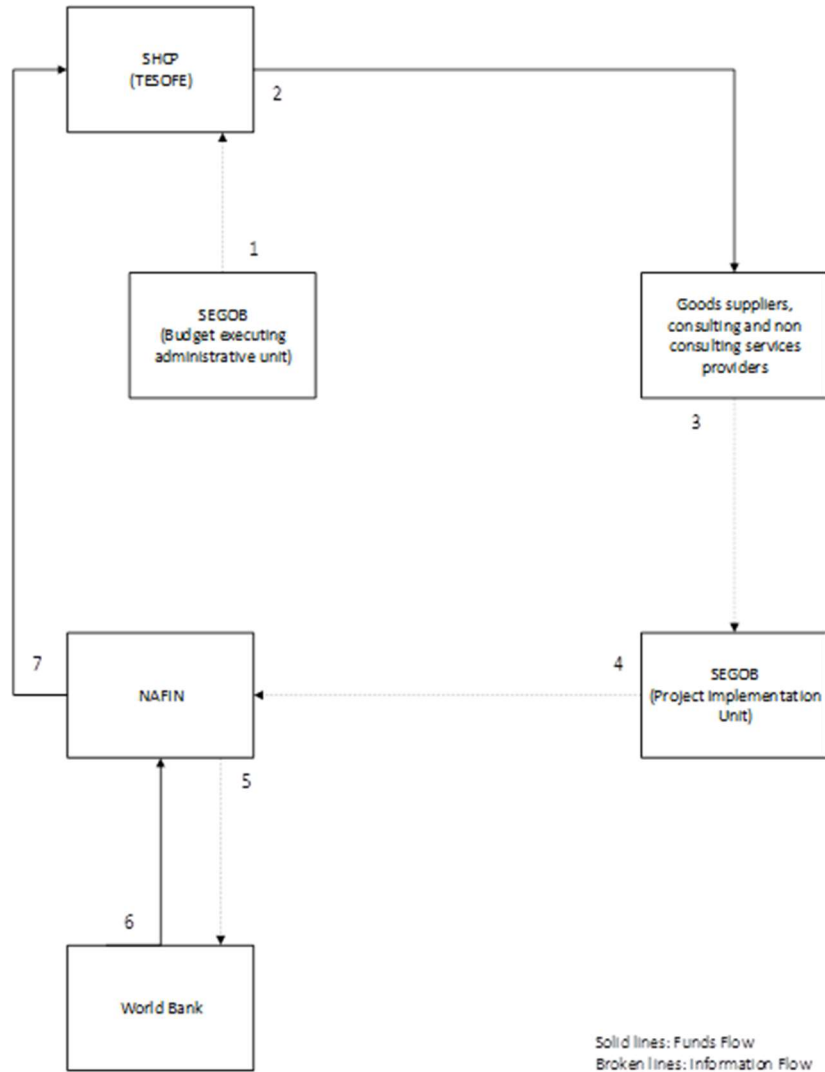 SHCP
(TESOFE)
2
1
SEGOB
(Budget executing
administrative unit)
Goods suppliers,
consulting and non
consulting services
providers
3
7
NAFIN
4
SEGOB
(Project Implementation
Unit)
5
6
World Bank
Solid lines: Funds Flow
Broken lines: Information Flow